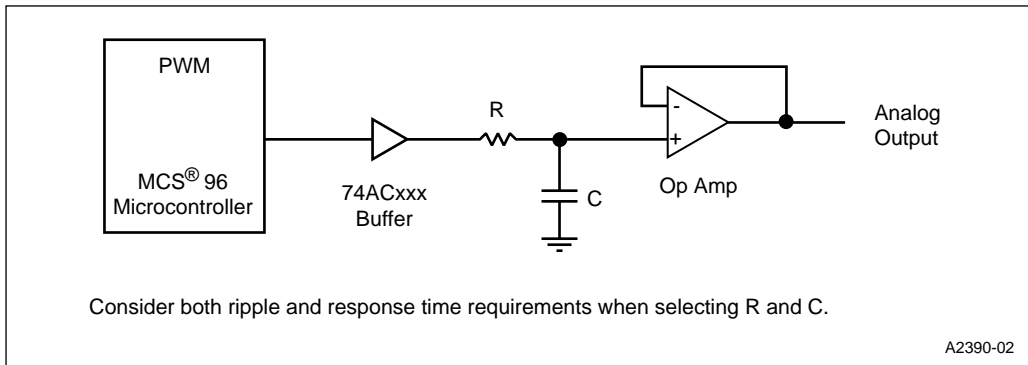 PWM
MCS® 96
Microcontroller
74ACxxx
Buffer
R
C
-
+
Op Amp
Analog
Output
Consider both ripple and response time requirements when selecting R and C.
A2390-02